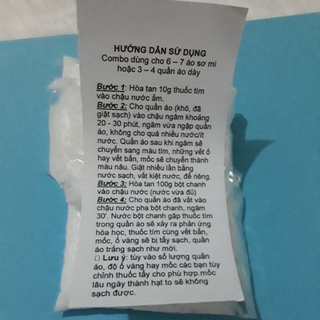 HƯỚNG DẪN SỬ DỤNG
Combo dùng cho 6 – 7 áo sơ mi
hoặc 3 – 4 quần áo dày
Bước 1: Hòa tan 10g thuốc tím
vào chậu nước ấm.
Bước 2: Cho quần áo (khô, đã
giặt sạch) vào chậu ngâm khoảng
20 - 30 phút, ngâm vừa ngập quần
áo, không cho quá nhiều nước/ít
nước. Quần áo sau khi ngâm sẽ
chuyển sang màu tím, những vết ố
hay vết bẩn, mốc sẽ chuyển thành
màu nâu. Giặt nhiều lần bằng
nước sạch, vắt kiệt nước, để riêng.
Bước 3: Hòa tan 100g bột chanh
vào chậu nước (nước vừa đủ)
Bước 4: Cho quần áo đã vắt vào
chậu nước pha bột chanh, ngâm
30'. Nước bột chanh gặp thuốc tím
trong quần áo sẽ xảy ra phản ứng
hóa học, thuốc tím cùng vết bẩn,
mốc, ố vàng sẽ bị tẩy sạch, quần
áo trắng sạch như mới.
□ Lưu ý: tùy vào số lượng quần
áo, độ ố vàng hay mốc các bạn tùy
chỉnh thuốc tẩy cho phù hợp.mốc
lâu ngày thành hạt to sẽ không
sạch được.